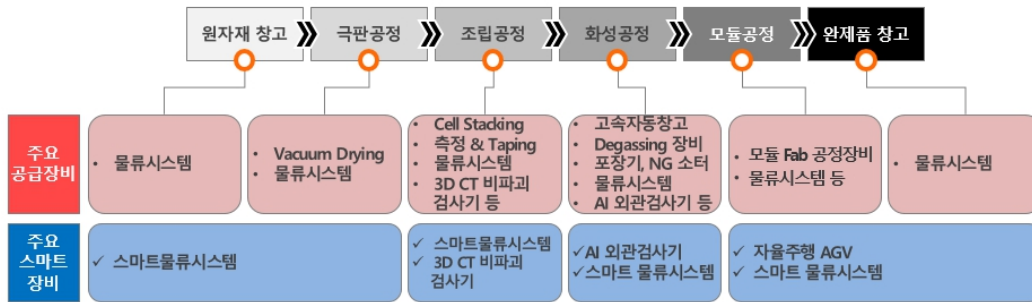 원자재 창고
극판공정
조립공정
화성공정
모듈공정
완제품 창고
주요
공급장비
• 물류시스템
• Vacuum Drying
• 물류시스템
• Cell Stacking
• 측정 & Taping
• 물류시스템
• 3D CT 비파괴
검사기 등
• 고속자동창고
• Degassing 장비
• 포장기, NG 소터
• 물류시스템
• AI 외관검사기 등
• 모듈 Fab 공정장비
• 물류시스템 등
• 물류시스템
주요
스마트
장비
✓ 스마트물류시스템
✓ 스마트물류시스템
✓ 3D CT 비파괴
검사기
✓AI 외관검사기
✓스마트 물류시스템
✓ 자율주행 AGV
✓ 스마트 물류시스템